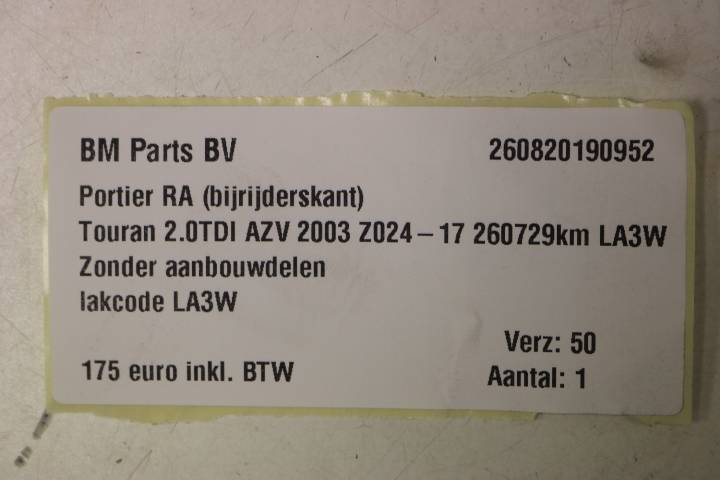 BM Parts BV 260820190952
Portier RA (bijrijderskant)
Touran 2.0TDI AZV 2003 Z024-17 260729km LA3W
Zonder aanbouwdelen
lakcode LA3W
Verz: 50
175 euro inkl. BTW Aantal: 1